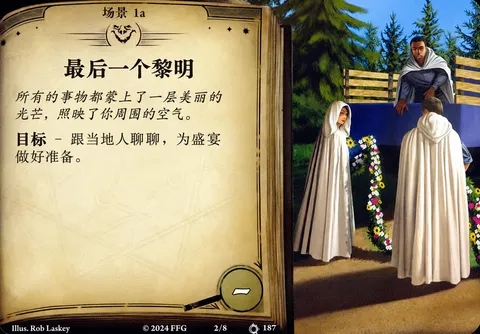 场景 1a
最后一个黎明
所有的事物都蒙上了一层美丽的
光芒，照映了你周围的空气。
目标 – 跟当地人聊聊，为盛宴
做好准备。
–
Illus. Rob Laskey © 2024 FFG 2/8 187